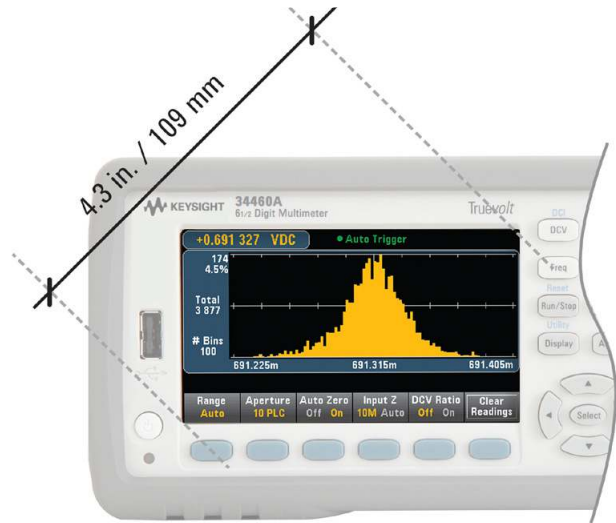 4.3 in. / 109 mm
KEYSIGHT
34460A
6½ Digit Multimeter
Truevolt
DCI
DCV
Freq
Reset
Run/Stop
Utility
Display
A
Select
+0.691 327 VDC
Auto Trigger
174
4.5%
Total
3 877
# Bins
100
691.225m
691.315m
691.405m
Range
Auto
Aperture
10 PLC
Auto Zero
Off On
Input Z
10M Auto
DCV Ratio
Off On
Clear
Readings